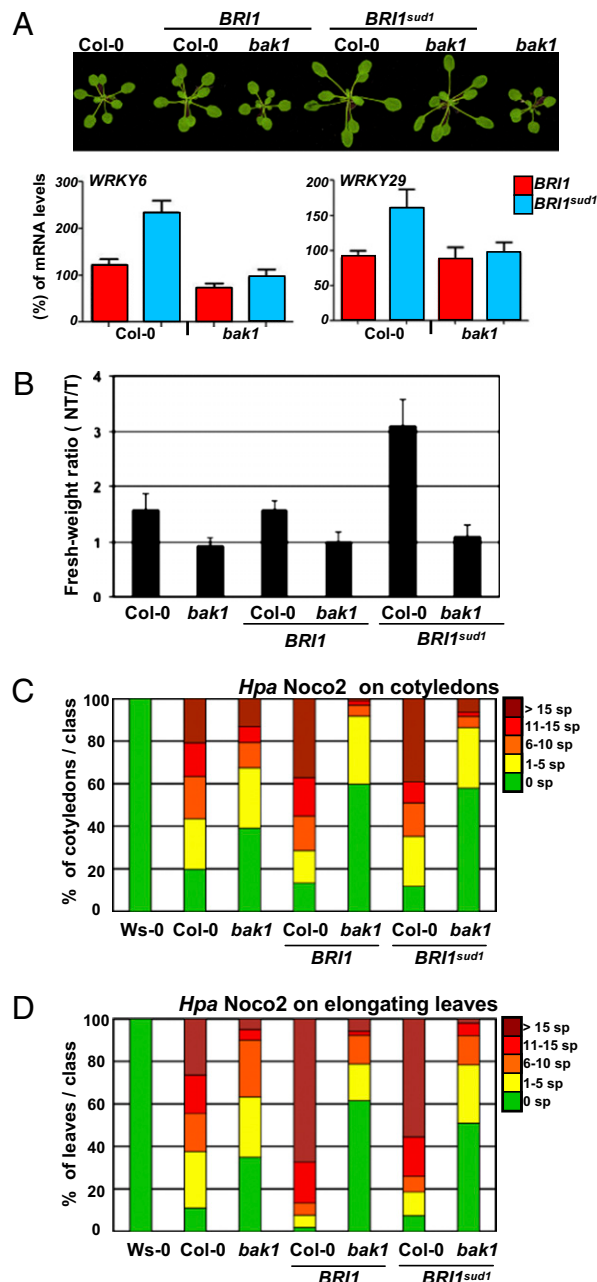 A
BRI1 BRI1sud1
Col-0 Col-0 bak1 Col-0 bak1 bak1
WRKY6
(%) of mRNA levels
300
200
100
0
Col-0 bak1
WRKY29
200
150
100
50
0
Col-0 bak1
BRI1
BRI1sud1
B
Fresh-weight ratio ( NT/T)
4
3
2
1
0
Col-0 bak1 Col-0 bak1 Col-0 bak1
BRI1 BRI1sud1
C
Hpa Noco2 on cotyledons
% of cotyledons / class
100
80
60
40
20
0
> 15 sp
11-15 sp
6-10 sp
1-5 sp
0 sp
Ws-0 Col-0 bak1 Col-0 bak1 Col-0 bak1
BRI1 BRI1sud1
D
Hpa Noco2 on elongating leaves
% of leaves / class
100
80
60
40
20
0
> 15 sp
11-15 sp
6-10 sp
1-5 sp
0 sp
Ws-0 Col-0 bak1 Col-0 bak1 Col-0 bak1
BRI1 BRI1sud1